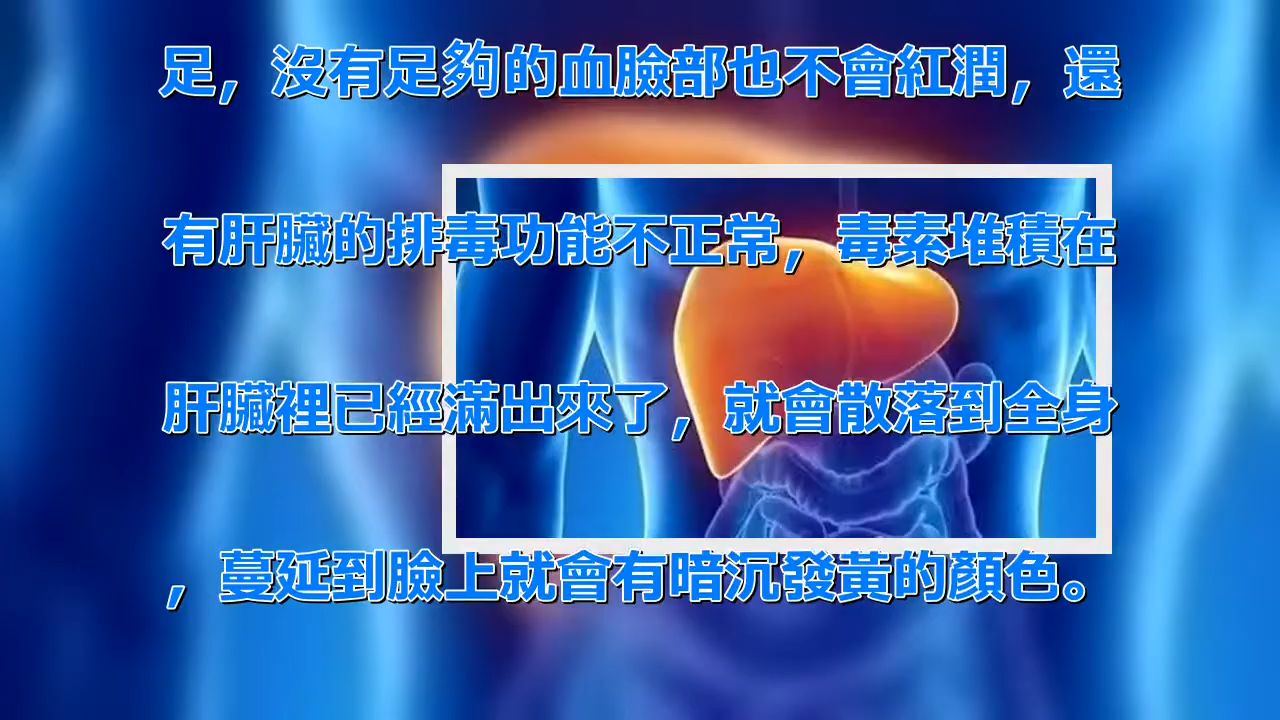 足，沒有足夠的血臉部也不會紅潤，還
有肝臟的排毒功能不正常，毒素堆積在
肝臟裡已經滿出來了，就會散落到全身
，蔓延到臉上就會有暗沉發黃的顏色。